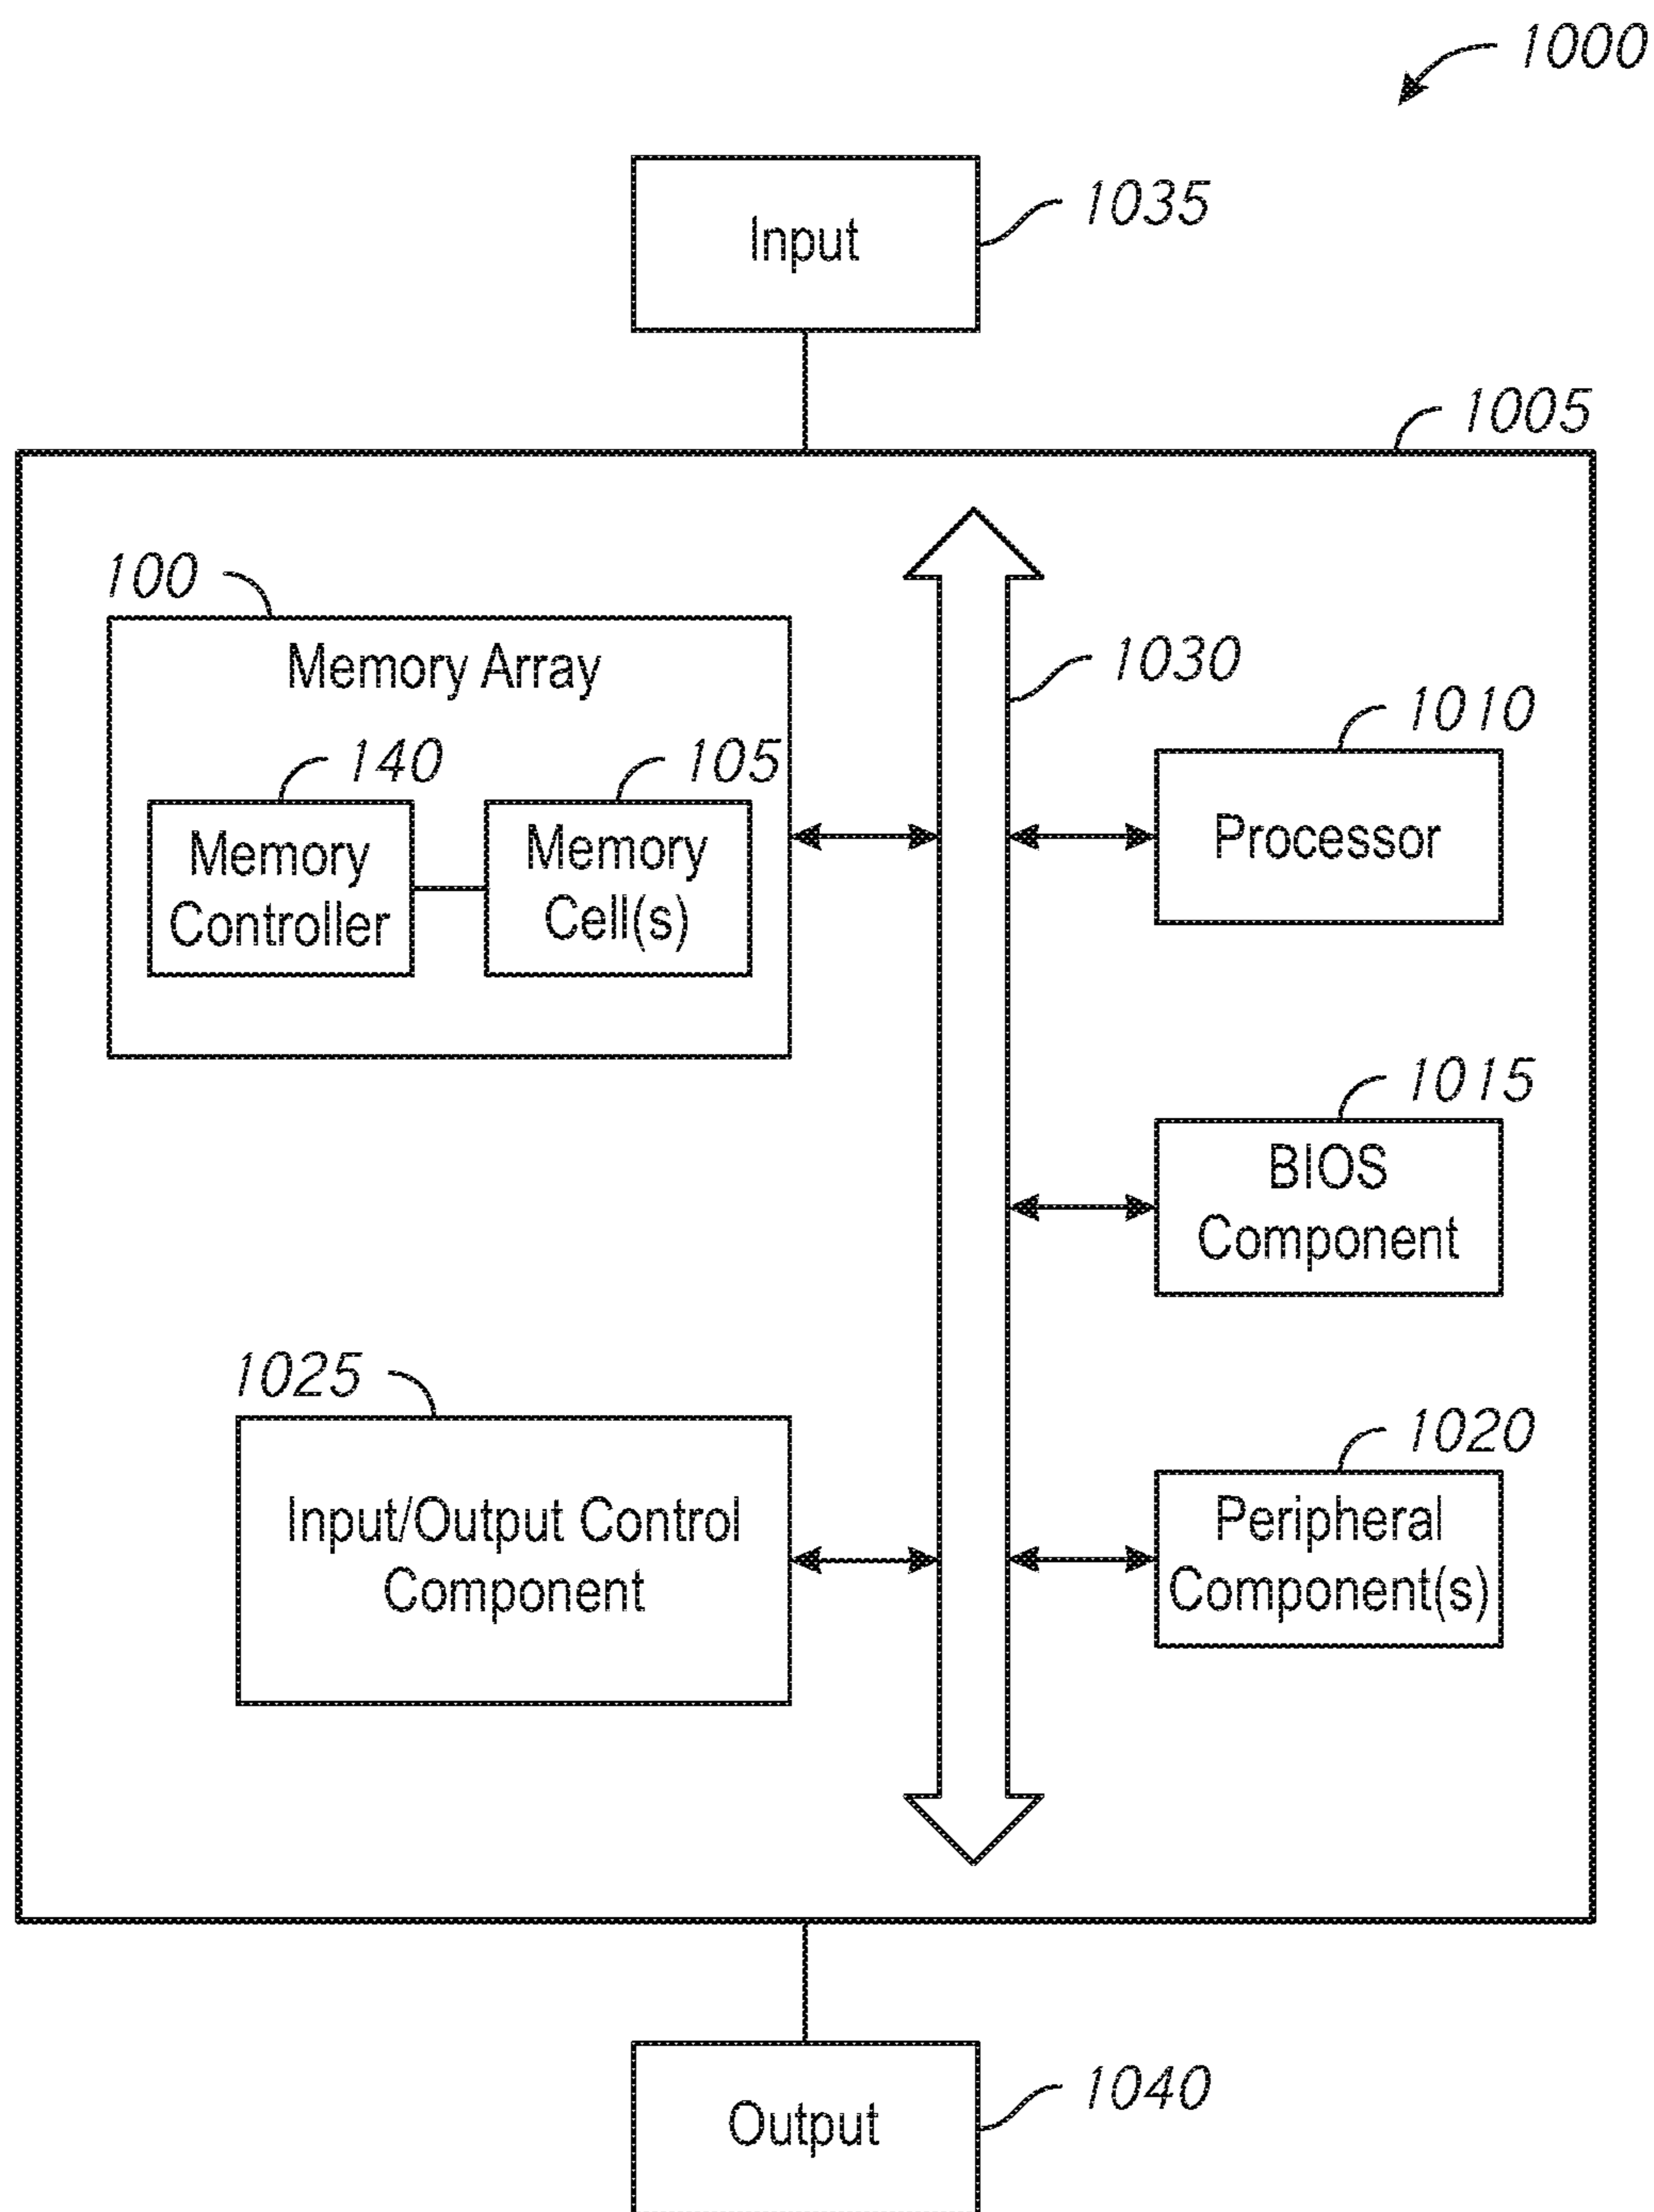 1000
Input
1035
1005
100
Memory Array
1030
1010
140
105
Processor
Memory
Controller
Memory
Cell(s)
1015
BIOS
Component
1025
1020
Input/Output Control
Component
Peripheral
Component(s)
Output
1040